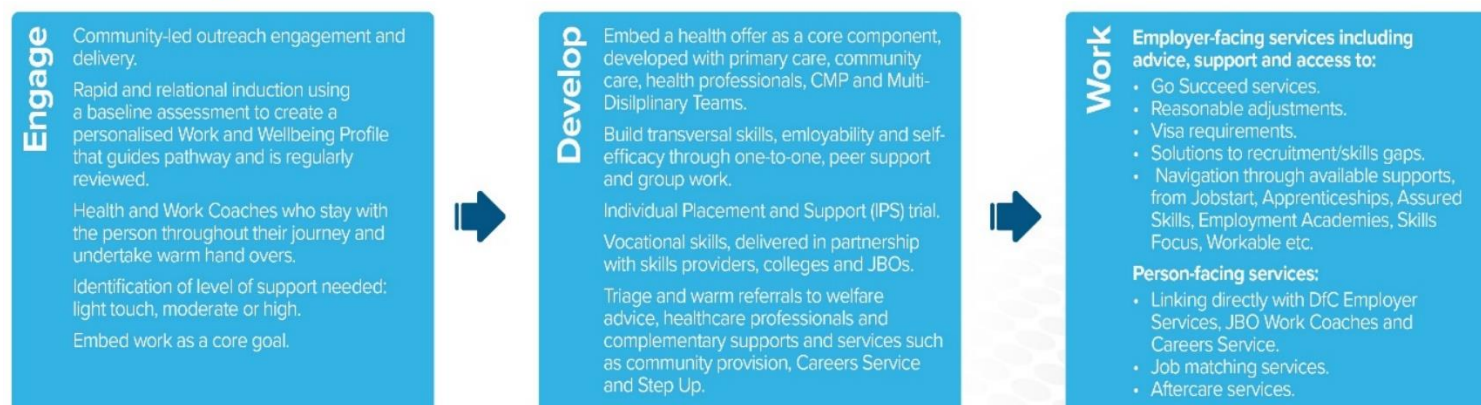 Engage
Community-led outreach engagement and
delivery.
Rapid and relational induction using
a baseline assessment to create a
personalised Work and Wellbeing Profile
that guides pathway and is regularly
reviewed.
Health and Work Coaches who stay with
the person throughout their journey and
undertake warm hand overs.
Identification of level of support needed:
light touch, moderate or high.
Embed work as a core goal.
Develop
Embed a health offer as a core component,
developed with primary care, community
care, health professionals, CMP and Multi-
Disilplinary Teams.
Build transversal skills, emloyability and self-
efficacy through one-to-one, peer support
and group work.
Individual Placement and Support (IPS) trial.
Vocational skills, delivered in partnership
with skills providers, colleges and JBOs.
Triage and warm referrals to welfare
advice, healthcare professionals and
complementary supports and services such
as community provision, Careers Service
and Step Up.
Work
Employer-facing services including
advice, support and access to:
• Go Succeed services.
• Reasonable adjustments.
• Visa requirements.
• Solutions to recruitment/skills gaps.
• Navigation through available supports,
from Jobstart, Apprenticeships, Assured
Skills, Employment Academies, Skills
Focus, Workable etc.
Person-facing services:
• Linking directly with DfC Employer
Services, JBO Work Coaches and
Careers Service.
• Job matching services.
• Aftercare services.